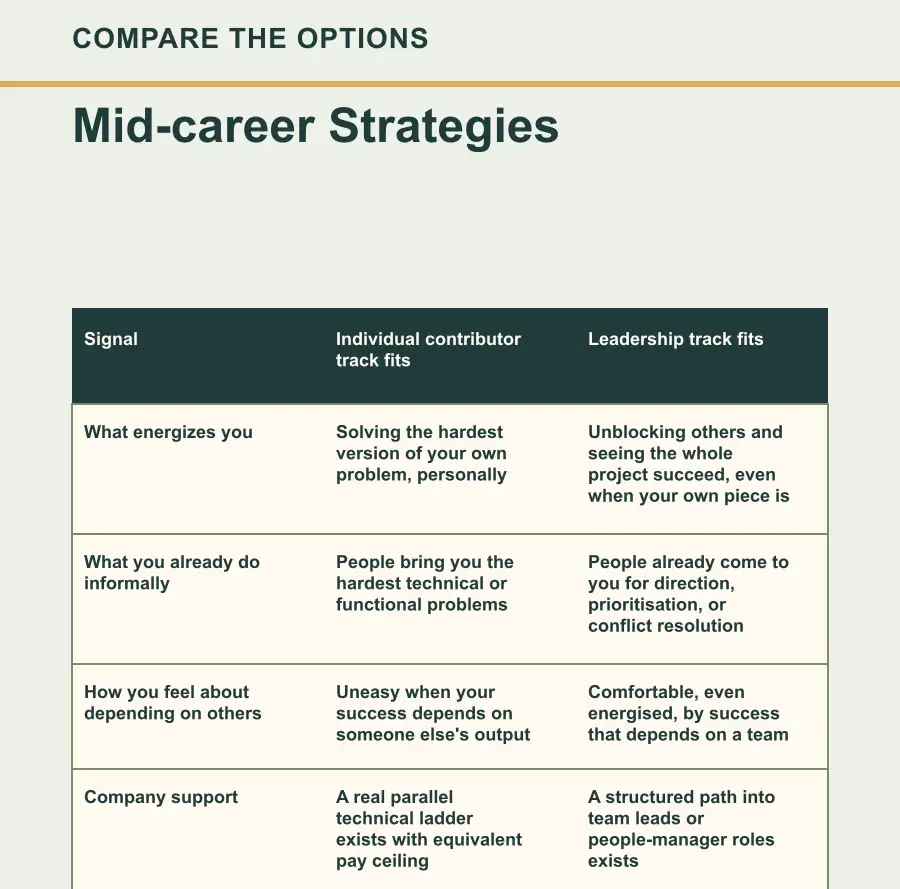 COMPARE THE OPTIONS
Mid-career Strategies
Signal
Individual contributor
track fits
Leadership track fits
What energizes you
Solving the hardest
version of your own
problem, personally
Unblocking others and
seeing the whole
project succeed, even
when your own piece is
What you already do
informally
People bring you the
hardest technical or
functional problems
People already come to
you for direction,
prioritisation, or
conflict resolution
How you feel about
depending on others
Uneasy when your
success depends on
someone else's output
Comfortable, even
energised, by success
that depends on a team
Company support
A real parallel
technical ladder
exists with equivalent
pay ceiling
A structured path into
team leads or
people-manager roles
exists